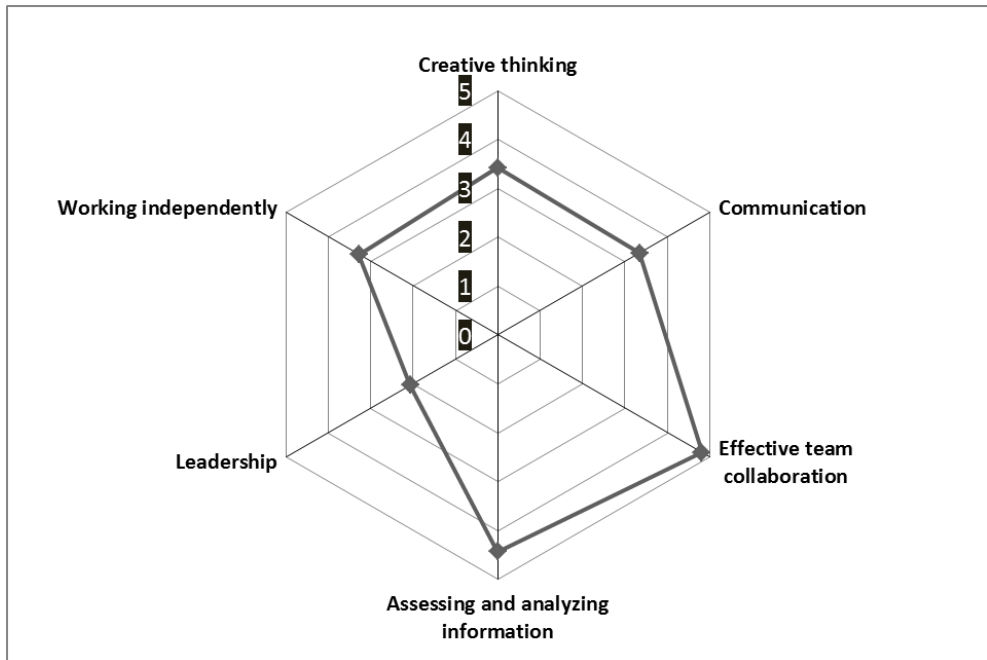 Creative thinking
5
4
Working independently
Communication
3
2
1
0
Leadership
Effective team
collaboration
Assessing and analyzing
information